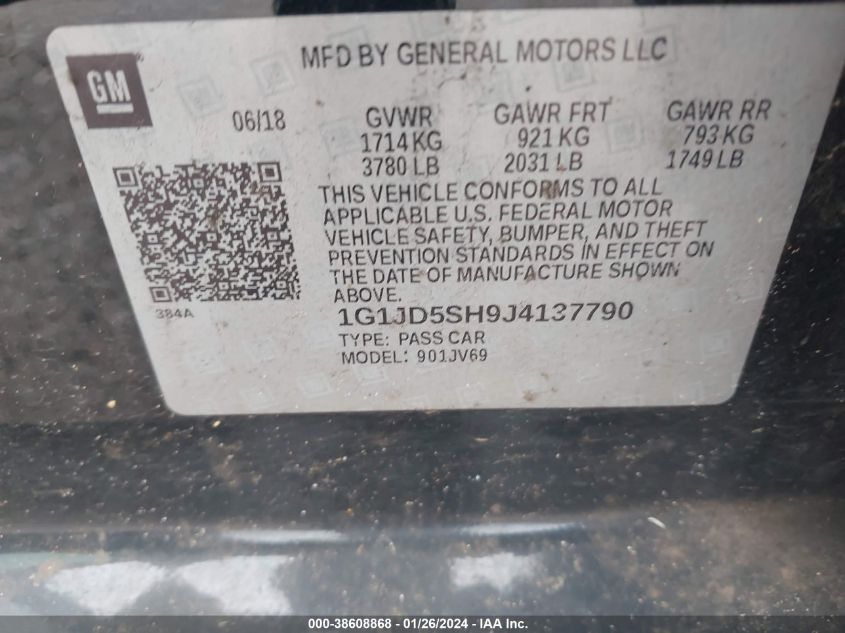 GM
MFD BY GENERAL MOTORS LLC
06/18
GVWR GAWR FRT GAWR RR
1714 KG 921 KG 793 KG
3780 LB 2031 LB 1749 LB
THIS VEHICLE CONFORMS TO ALL
APPLICABLE U.S. FEDERAL MOTOR
VEHICLE SAFETY, BUMPER, AND THEFT
PREVENTION STANDARDS IN EFFECT ON
THE DATE OF MANUFACTURE SHOWN
ABOVE.
384A
1G1JD5SH9J4137790
TYPE: PASS CAR
MODEL: 901JV69
000-38608868 - 01/26/2024 - IAA Inc.